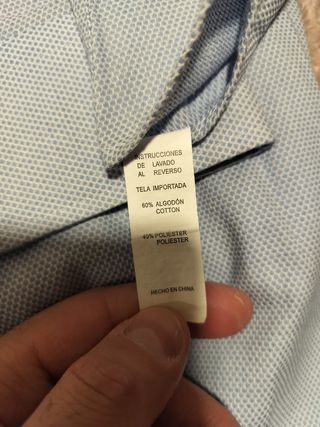 INSTRUCCIONES
DE LAVADO
AL REVERSO
TELA IMPORTADA
60% ALGODÓN
COTTON
40% POLIESTER
POLIESTER
HECHO EN CHINA